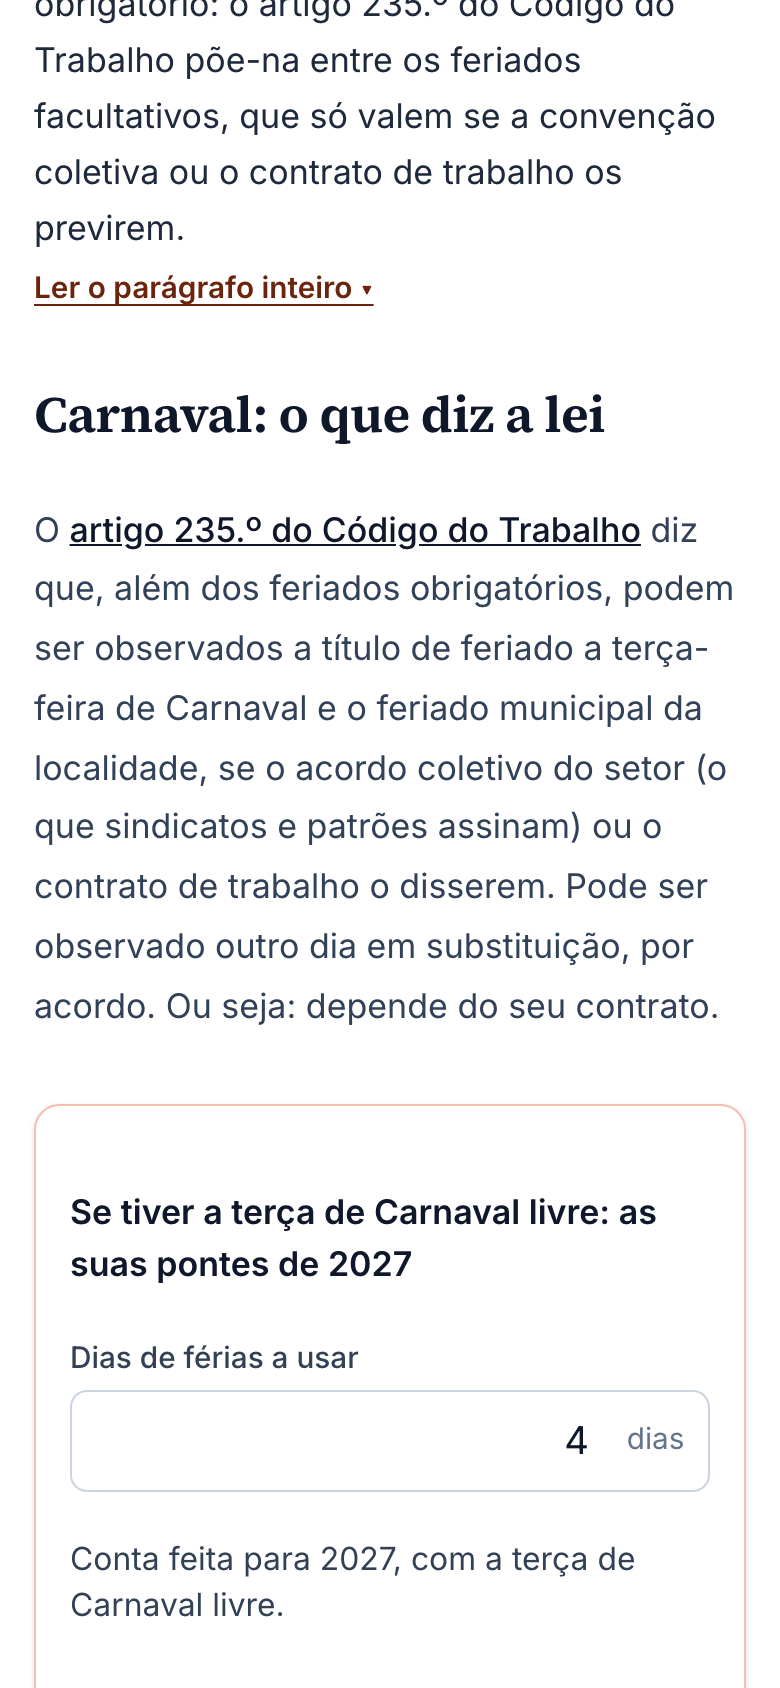 obrigatório: o artigo 235.º do Código do
Trabalho põe-na entre os feriados
facultativos, que só valem se a convenção
coletiva ou o contrato de trabalho os
previrem.
Ler o parágrafo inteiro ▾
Carnaval: o que diz a lei
O artigo 235.º do Código do Trabalho diz
que, além dos feriados obrigatórios, podem
ser observados a título de feriado a terça-
feira de Carnaval e o feriado municipal da
localidade, se o acordo coletivo do setor (o
que sindicatos e patrões assinam) ou o
contrato de trabalho o disserem. Pode ser
observado outro dia em substituição, por
acordo. Ou seja: depende do seu contrato.
Se tiver a terça de Carnaval livre: as
suas pontes de 2027
Dias de férias a usar
4 dias
Conta feita para 2027, com a terça de
Carnaval livre.